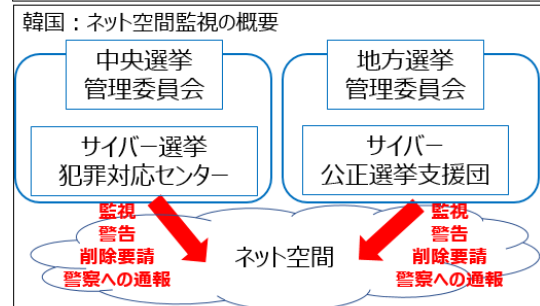 韓国：ネット空間監視の概要
中央選挙
管理委員会
地方選挙
管理委員会
サイバー選挙
犯罪対応センター
サイバー
公正選挙支援団
監視
警告
削除要請
警察への通報
ネット空間
監視
警告
削除要請
警察への通報